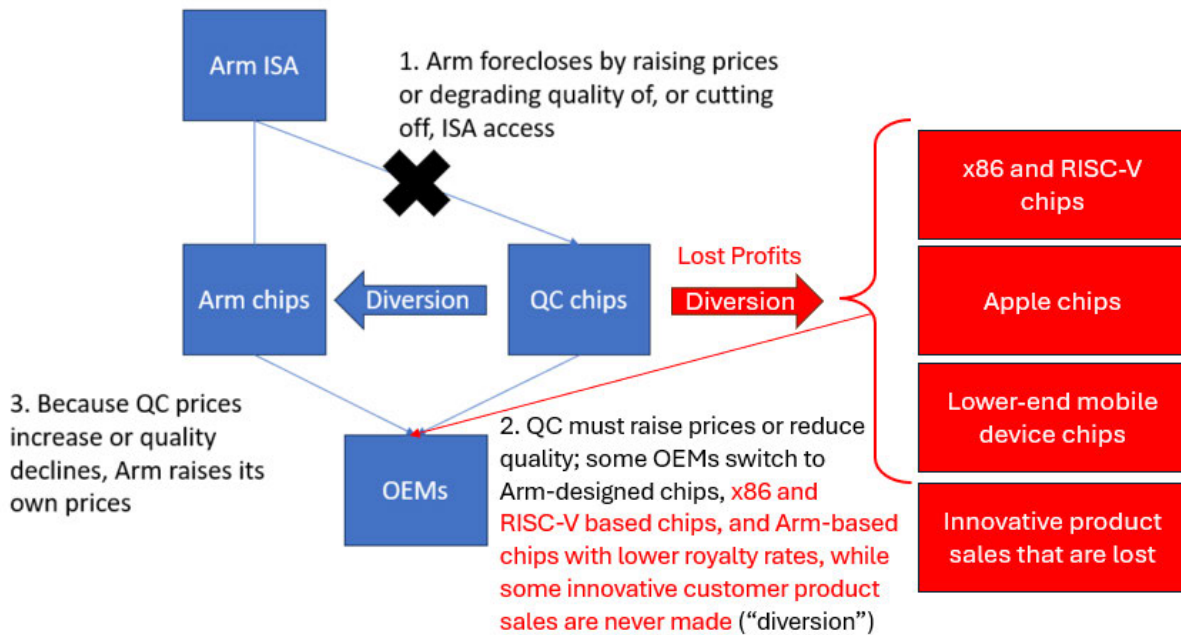 Arm ISA
1. Arm forecloses by raising prices
or degrading quality of, or cutting
off, ISA access
x86 and RISC-V
chips
Lost Profits
Arm chips
Diversion
QC chips
Diversion
Apple chips
3. Because QC prices
increase or quality
declines, Arm raises its
own prices
OEMs
2. QC must raise prices or reduce
quality; some OEMs switch to
Arm-designed chips, x86 and
RISC-V based chips, and Arm-based
chips with lower royalty rates, while
some innovative customer product
sales are never made (“diversion”)
Lower-end mobile
device chips
Innovative product
sales that are lost